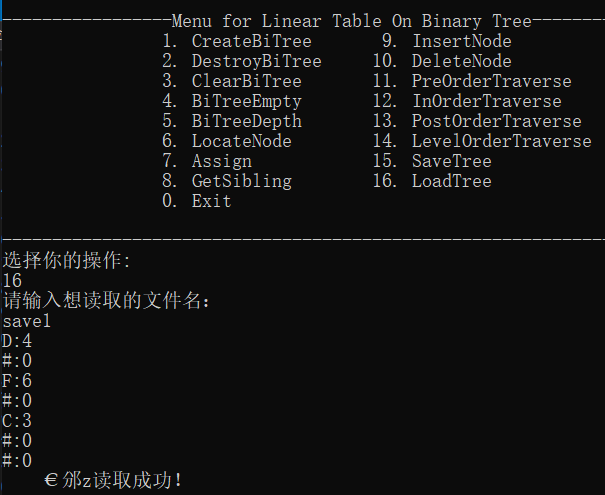 -----------------Menu for Linear Table On Binary Tree--------
1. CreateBiTree 9. InsertNode
2. DestroyBiTree 10. DeleteNode
3. ClearBiTree 11. PreOrderTraverse
4. BiTreeEmpty 12. InOrderTraverse
5. BiTreeDepth 13. PostOrderTraverse
6. LocateNode 14. LevelOrderTraverse
7. Assign 15. SaveTree
8. GetSibling 16. LoadTree
0. Exit
-------------------------------------------------------------
选择你的操作:
16
请输入想读取的文件名:
save1
D:4
#:0
F:6
#:0
C:3
#:0
#:0
€邠z读取成功!